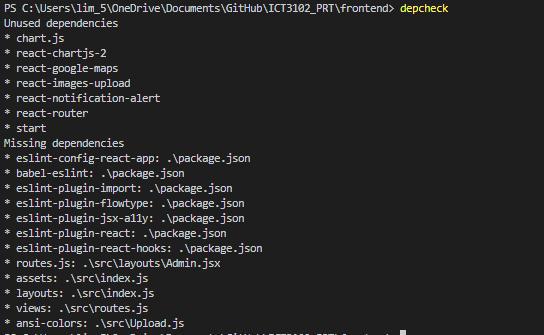 PS C:\Users\lim_5\OneDrive\Documents\GitHub\ICT3102_PRT\frontend> depcheck
Unused dependencies
* chart.js
* react-chartjs-2
* react-google-maps
* react-images-upload
* react-notification-alert
* react-router
* start
Missing dependencies
* eslint-config-react-app: .\package.json
* babel-eslint: .\package.json
* eslint-plugin-import: .\package.json
* eslint-plugin-flowtype: .\package.json
* eslint-plugin-jsx-a11y: .\package.json
* eslint-plugin-react: .\package.json
* eslint-plugin-react-hooks: .\package.json
* routes.js: .\src\layouts\Admin.jsx
* assets: .\src\index.js
* layouts: .\src\index.js
* views: .\src\routes.js
* ansi-colors: .\src\Upload.js